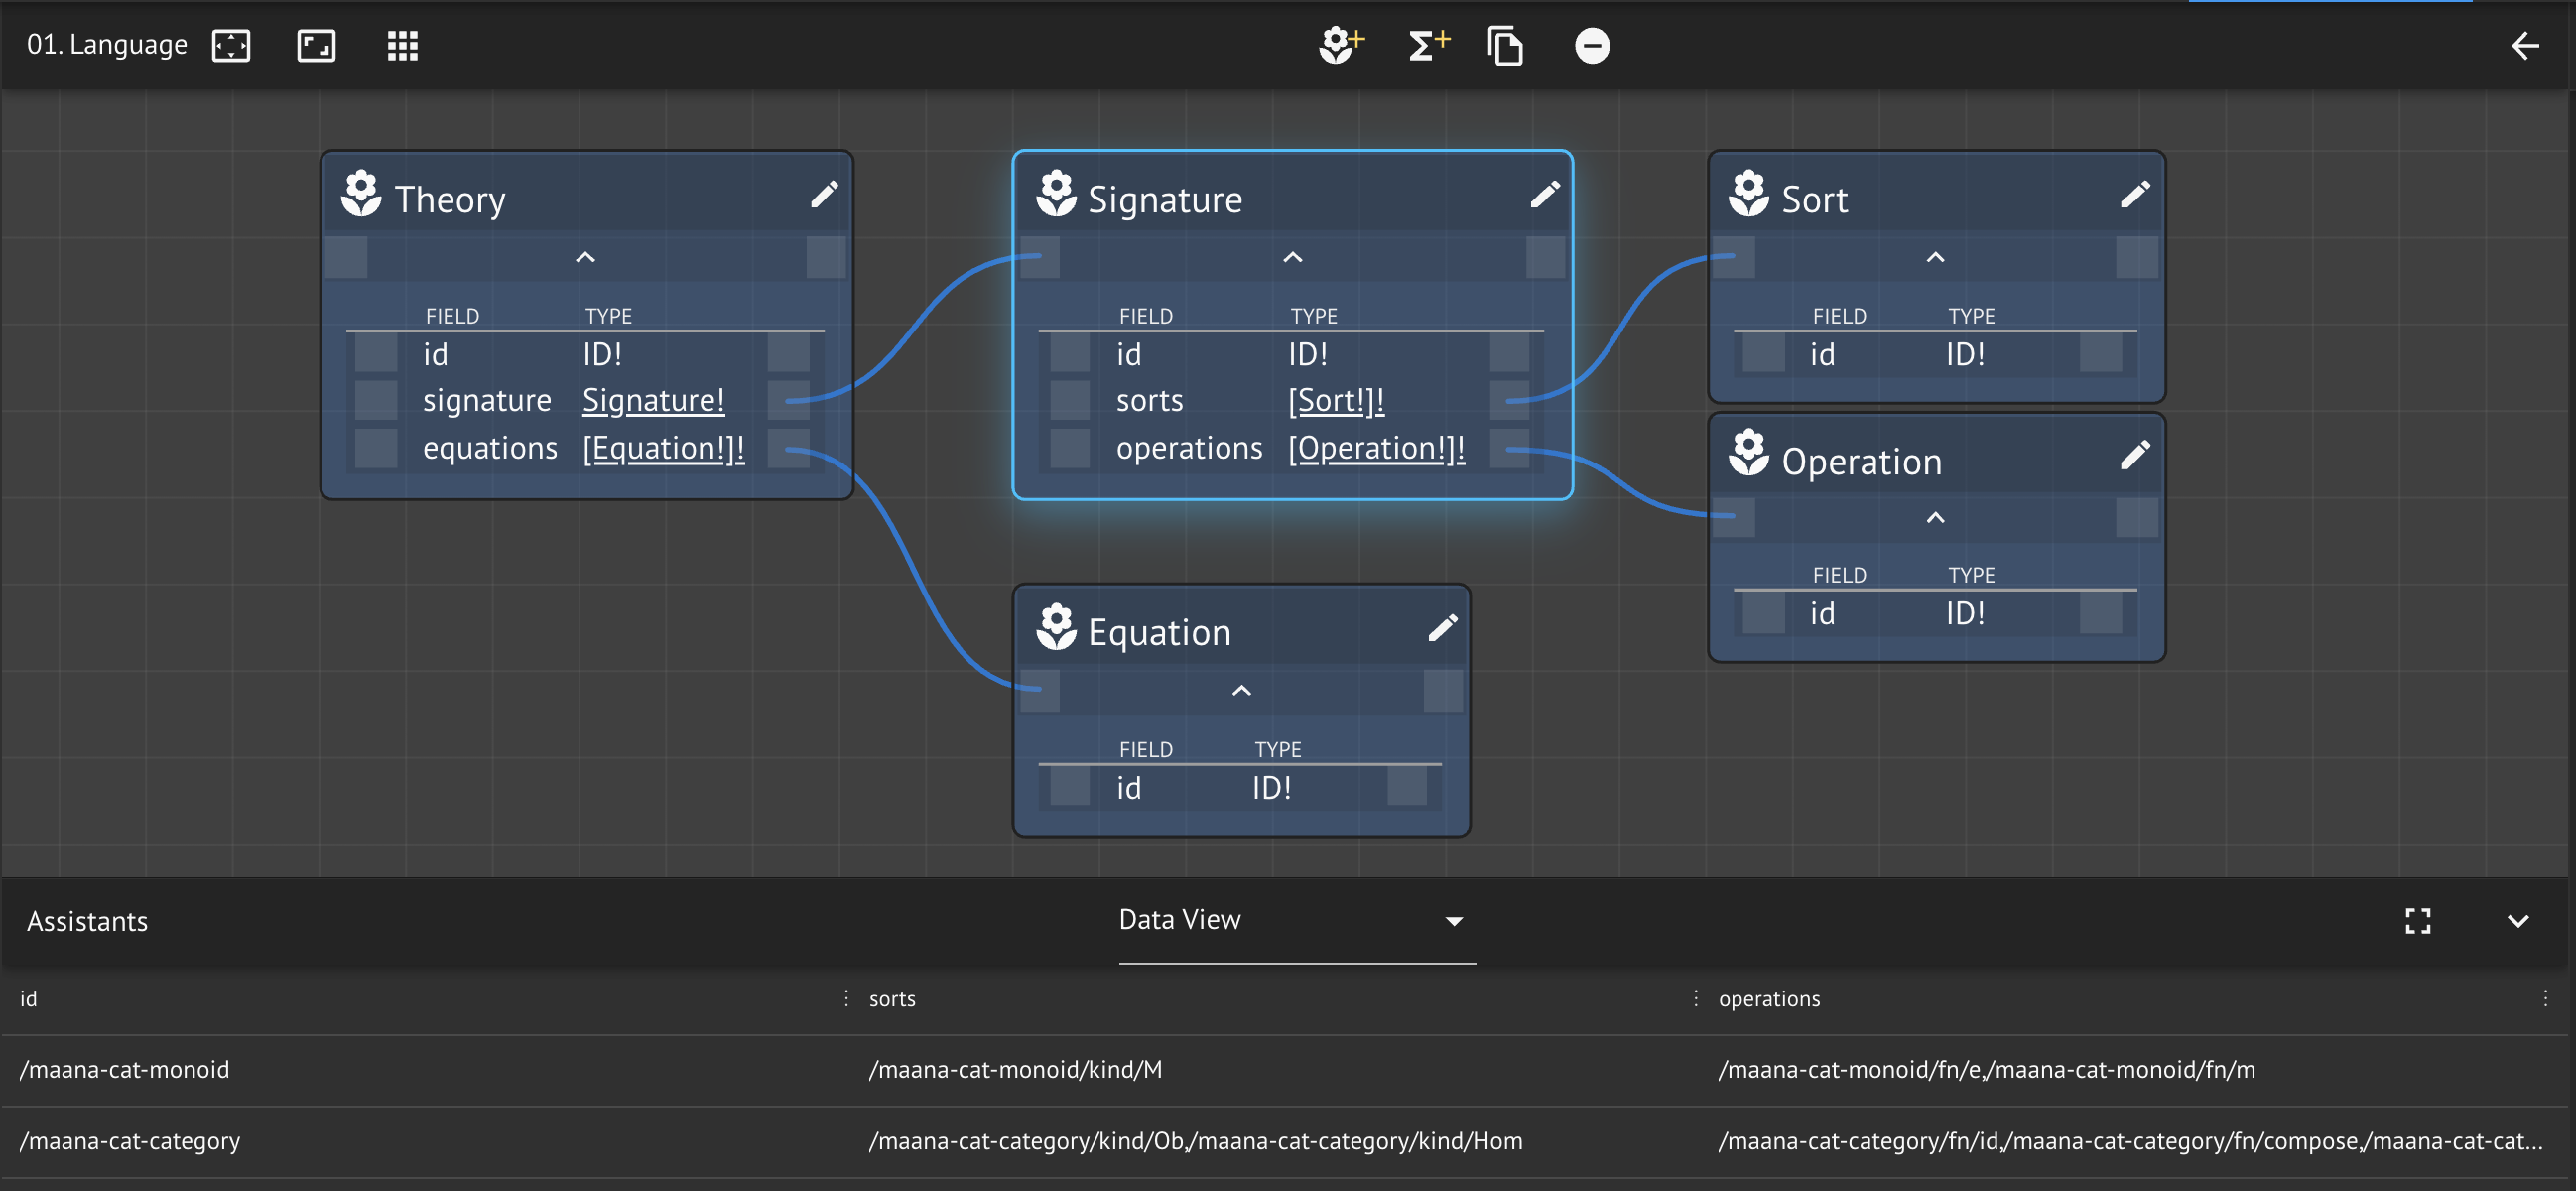 01. Language
Theory
FIELD TYPE
id ID!
signature Signature!
equations [Equation!]!
Signature
FIELD TYPE
id ID!
sorts [Sort!]!
operations [Operation!]!
Sort
FIELD TYPE
id ID!
Operation
FIELD TYPE
id ID!
Equation
FIELD TYPE
id ID!
Assistants Data View
id sorts operations
/maana-cat-monoid /maana-cat-monoid/kind/M /maana-cat-monoid/fn/e,/maana-cat-monoid/fn/m
/maana-cat-category /maana-cat-category/kind/Ob,/maana-cat-category/kind/Hom /maana-cat-category/fn/id,/maana-cat-category/fn/compose,/maana-cat-cat...